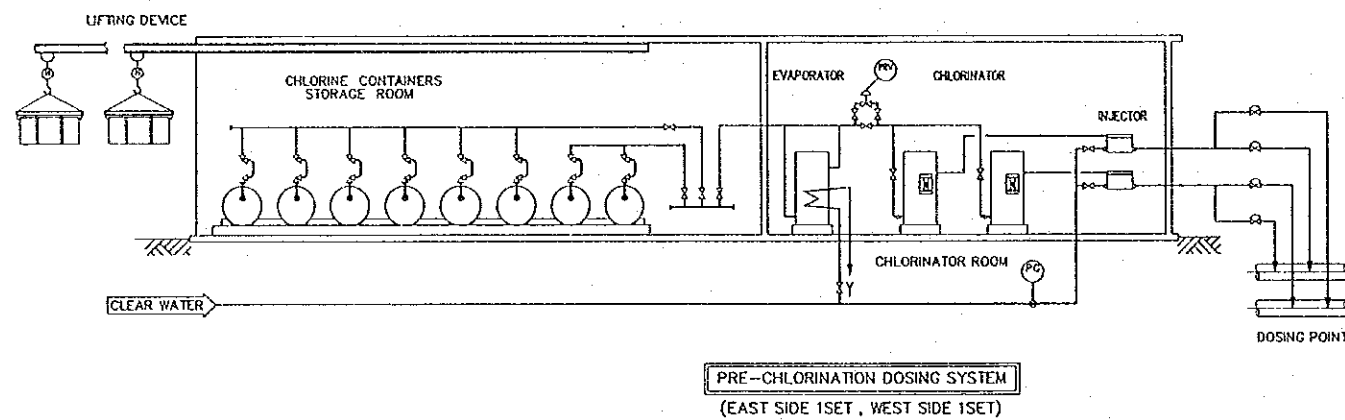 LIFTING DEVICE
CHLORINE CONTAINERS
STORAGE ROOM
EVAPORATOR
PRV
CHLORINATOR
INJECTOR
CHLORINATOR ROOM
PG
CLEAR WATER
DOSING POINT
PRE-CHLORINATION DOSING SYSTEM
(EAST SIDE 1SET , WEST SIDE 1SET)